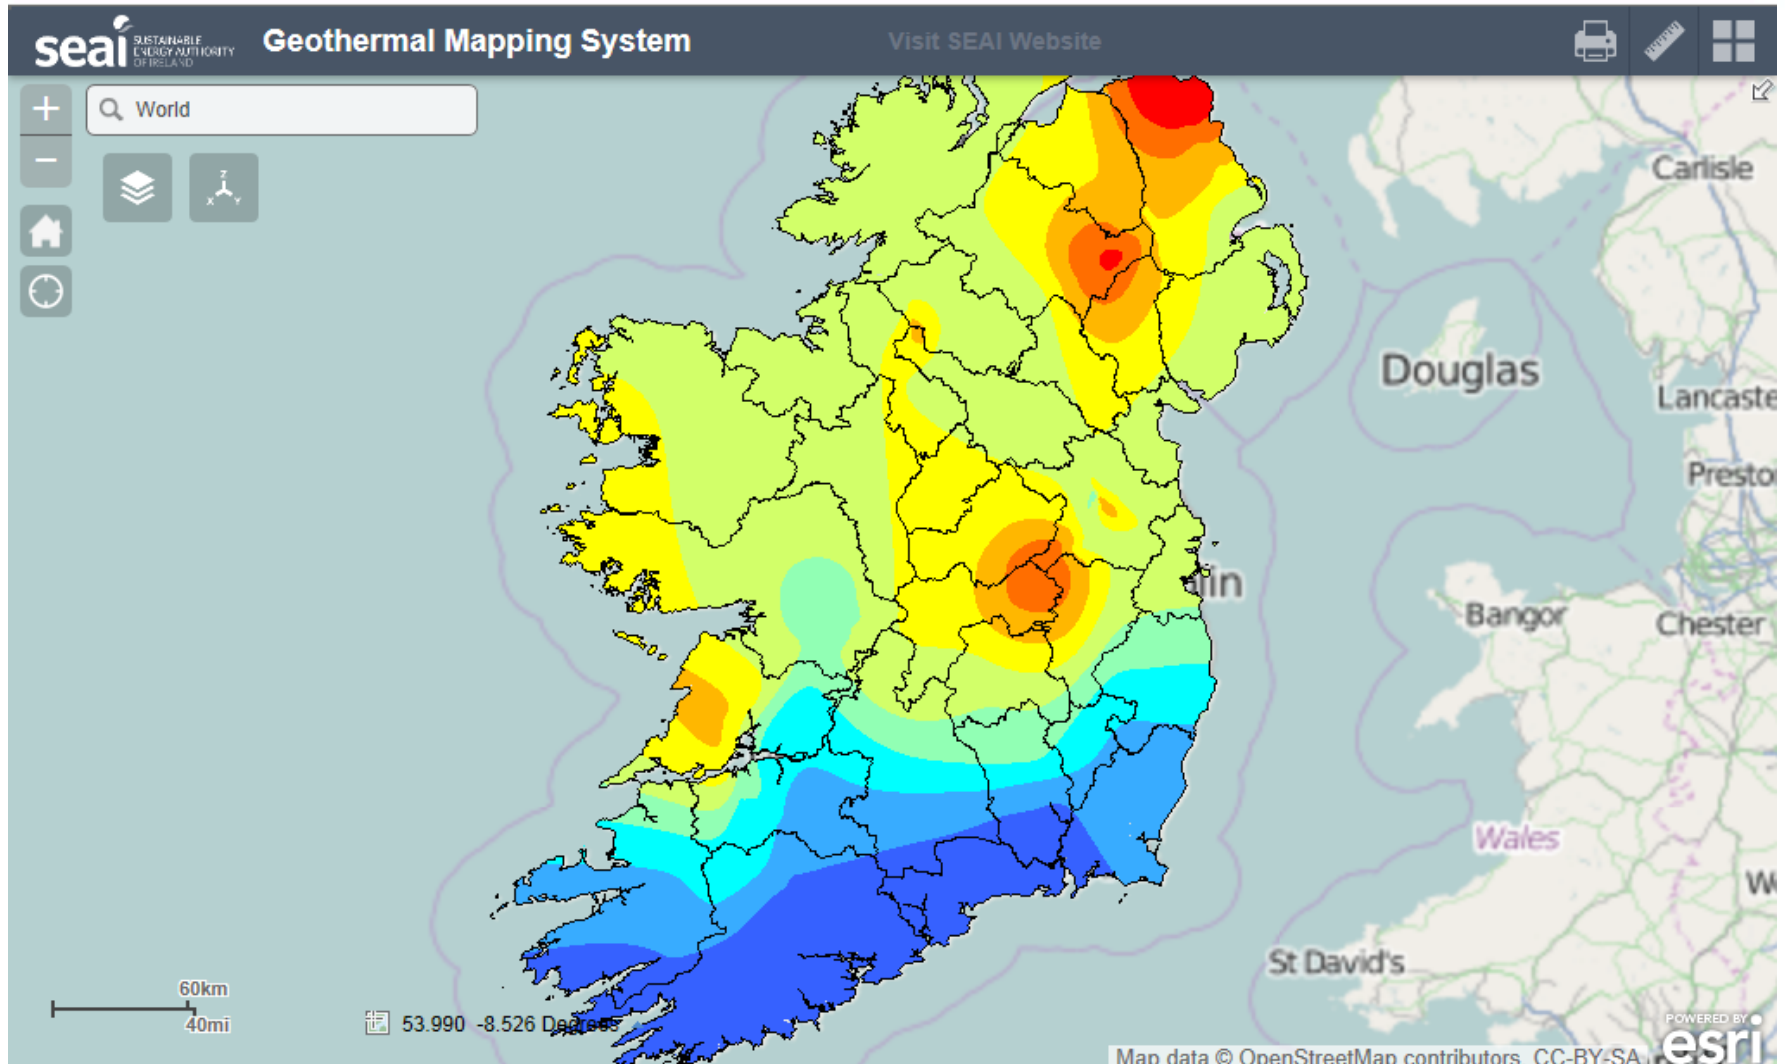 seai
SUSTAINABLE
ENERGY AUTHORITY
OF IRELAND
Geothermal Mapping System
Visit SEAI Website
+
World
−
Z
X Y
Carlisle
Douglas
Lancaste
Presto
lin
Bangor
Chester
Wales
W
St David's
60km
40mi
53.990 -8.526 Degrees
POWERED BY
esri
Map data © OpenStreetMap contributors, CC-BY-SA